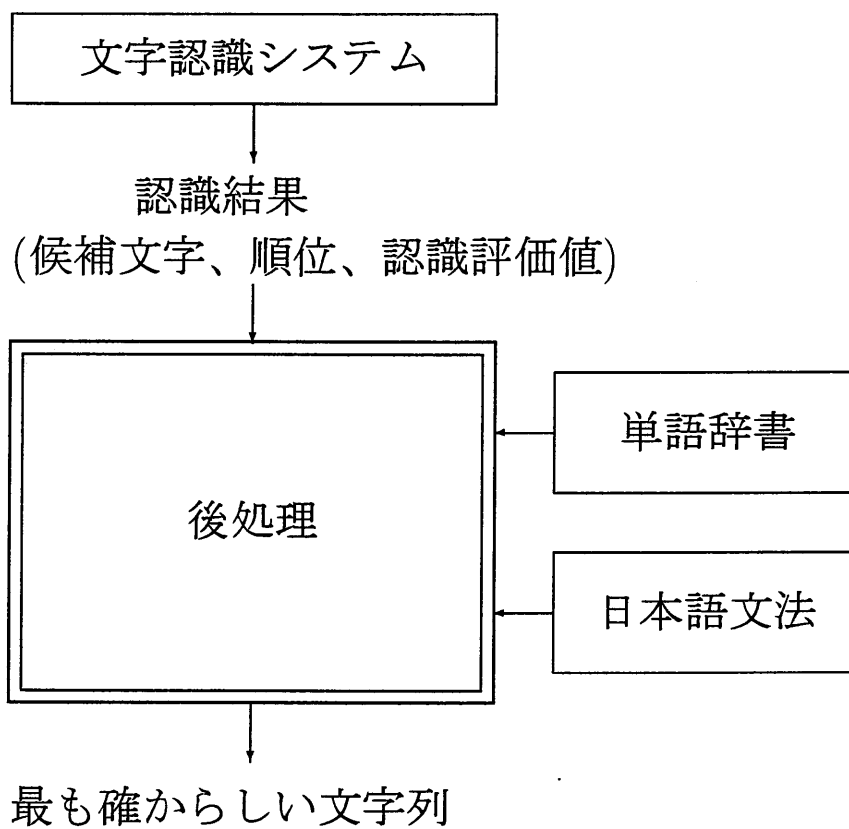 文字認識システム
認識結果
(候補文字、順位、認識評価値)
後処理
単語辞書
日本語文法
最も確からしい文字列